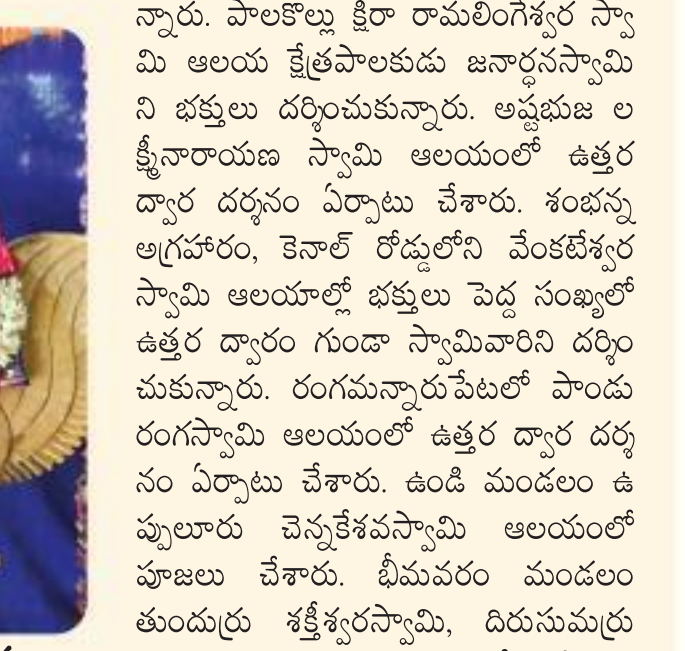 న్నారు. పాలకొల్లు క్షీరా రామలింగేశ్వర స్వా
మి ఆలయ క్షేత్రపాలకుడు జనార్ధనస్వామి
ని భక్తులు దర్శించుకున్నారు. అష్టభుజ ల
క్ష్మీనారాయణ స్వామి ఆలయంలో ఉత్తర
ద్వార దర్శనం ఏర్పాటు చేశారు. శంభన్న
అగ్రహారం, కెనాల్ రోడ్డులోని వేంకటేశ్వర
స్వామి ఆలయాల్లో భక్తులు పెద్ద సంఖ్యలో
ఉత్తర ద్వారం గుండా స్వామివారిని దర్శిం
చుకున్నారు. రంగమన్నారుపేటలో పాండు
రంగస్వామి ఆలయంలో ఉత్తర ద్వార దర్శ
నం ఏర్పాటు చేశారు. ఉండి మండలం ఉ
ప్పులూరు చెన్నకేశవస్వామి ఆలయంలో
పూజలు చేశారు. భీమవరం మండలం
తుందుర్రు శక్తీశ్వరస్వామి, దిరుసుమర్రు